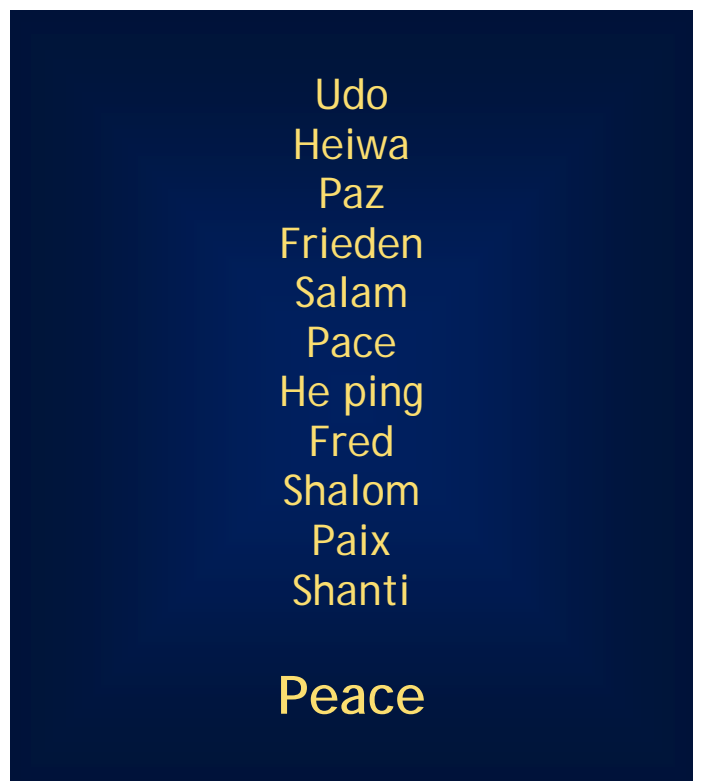 Udo
Heiwa
Paz
Frieden
Salam
Pace
He ping
Fred
Shalom
Paix
Shanti
Peace